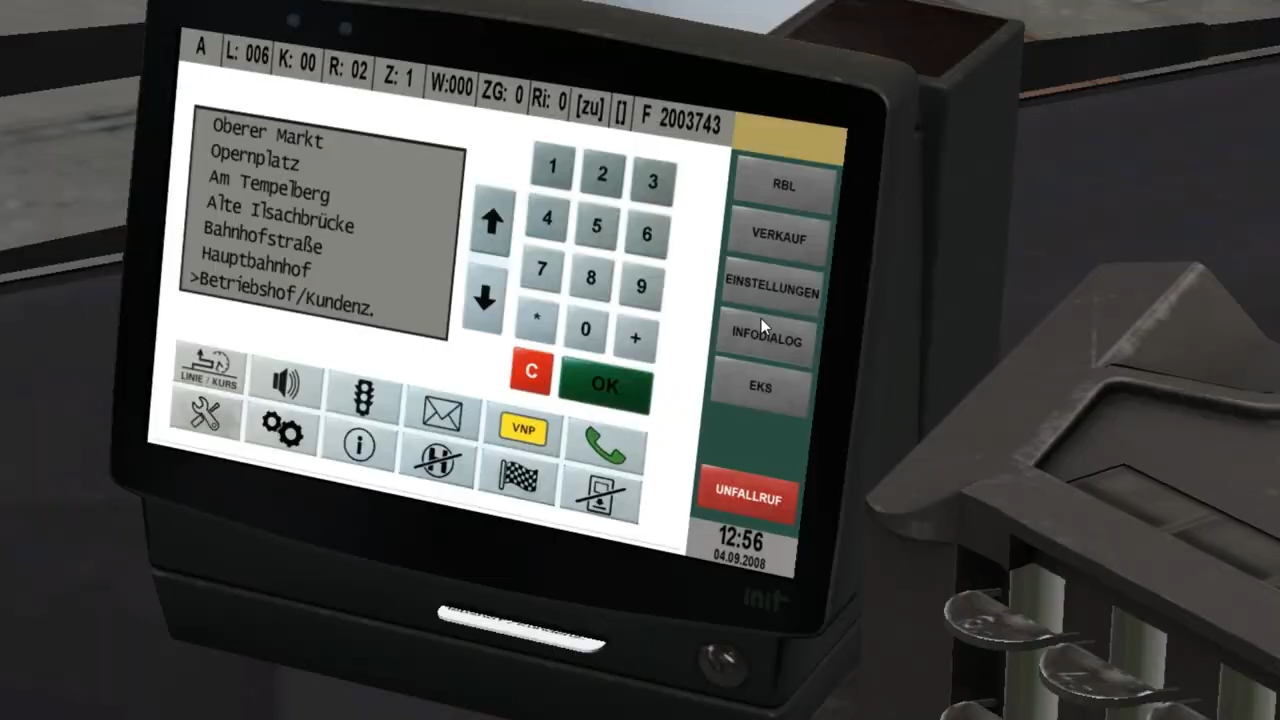 A L: 006 K: 00 R: 02 Z: 1 W:000 ZG: 0 Ri: 0 [zu] [] F 2003743
Oberer Markt
Opernplatz
Am Tempelberg
Alte Ilsachbrücke
Bahnhofstraße
Hauptbahnhof
>Betriebshof/Kundenz.
1 2 3
4 5 6
7 8 9
* 0 +
C OK
LINIE / KURS
VNP
RBL
VERKAUF
EINSTELLUNGEN
INFODIALOG
EKS
UNFALLRUF
12:56
04.09.2008
init